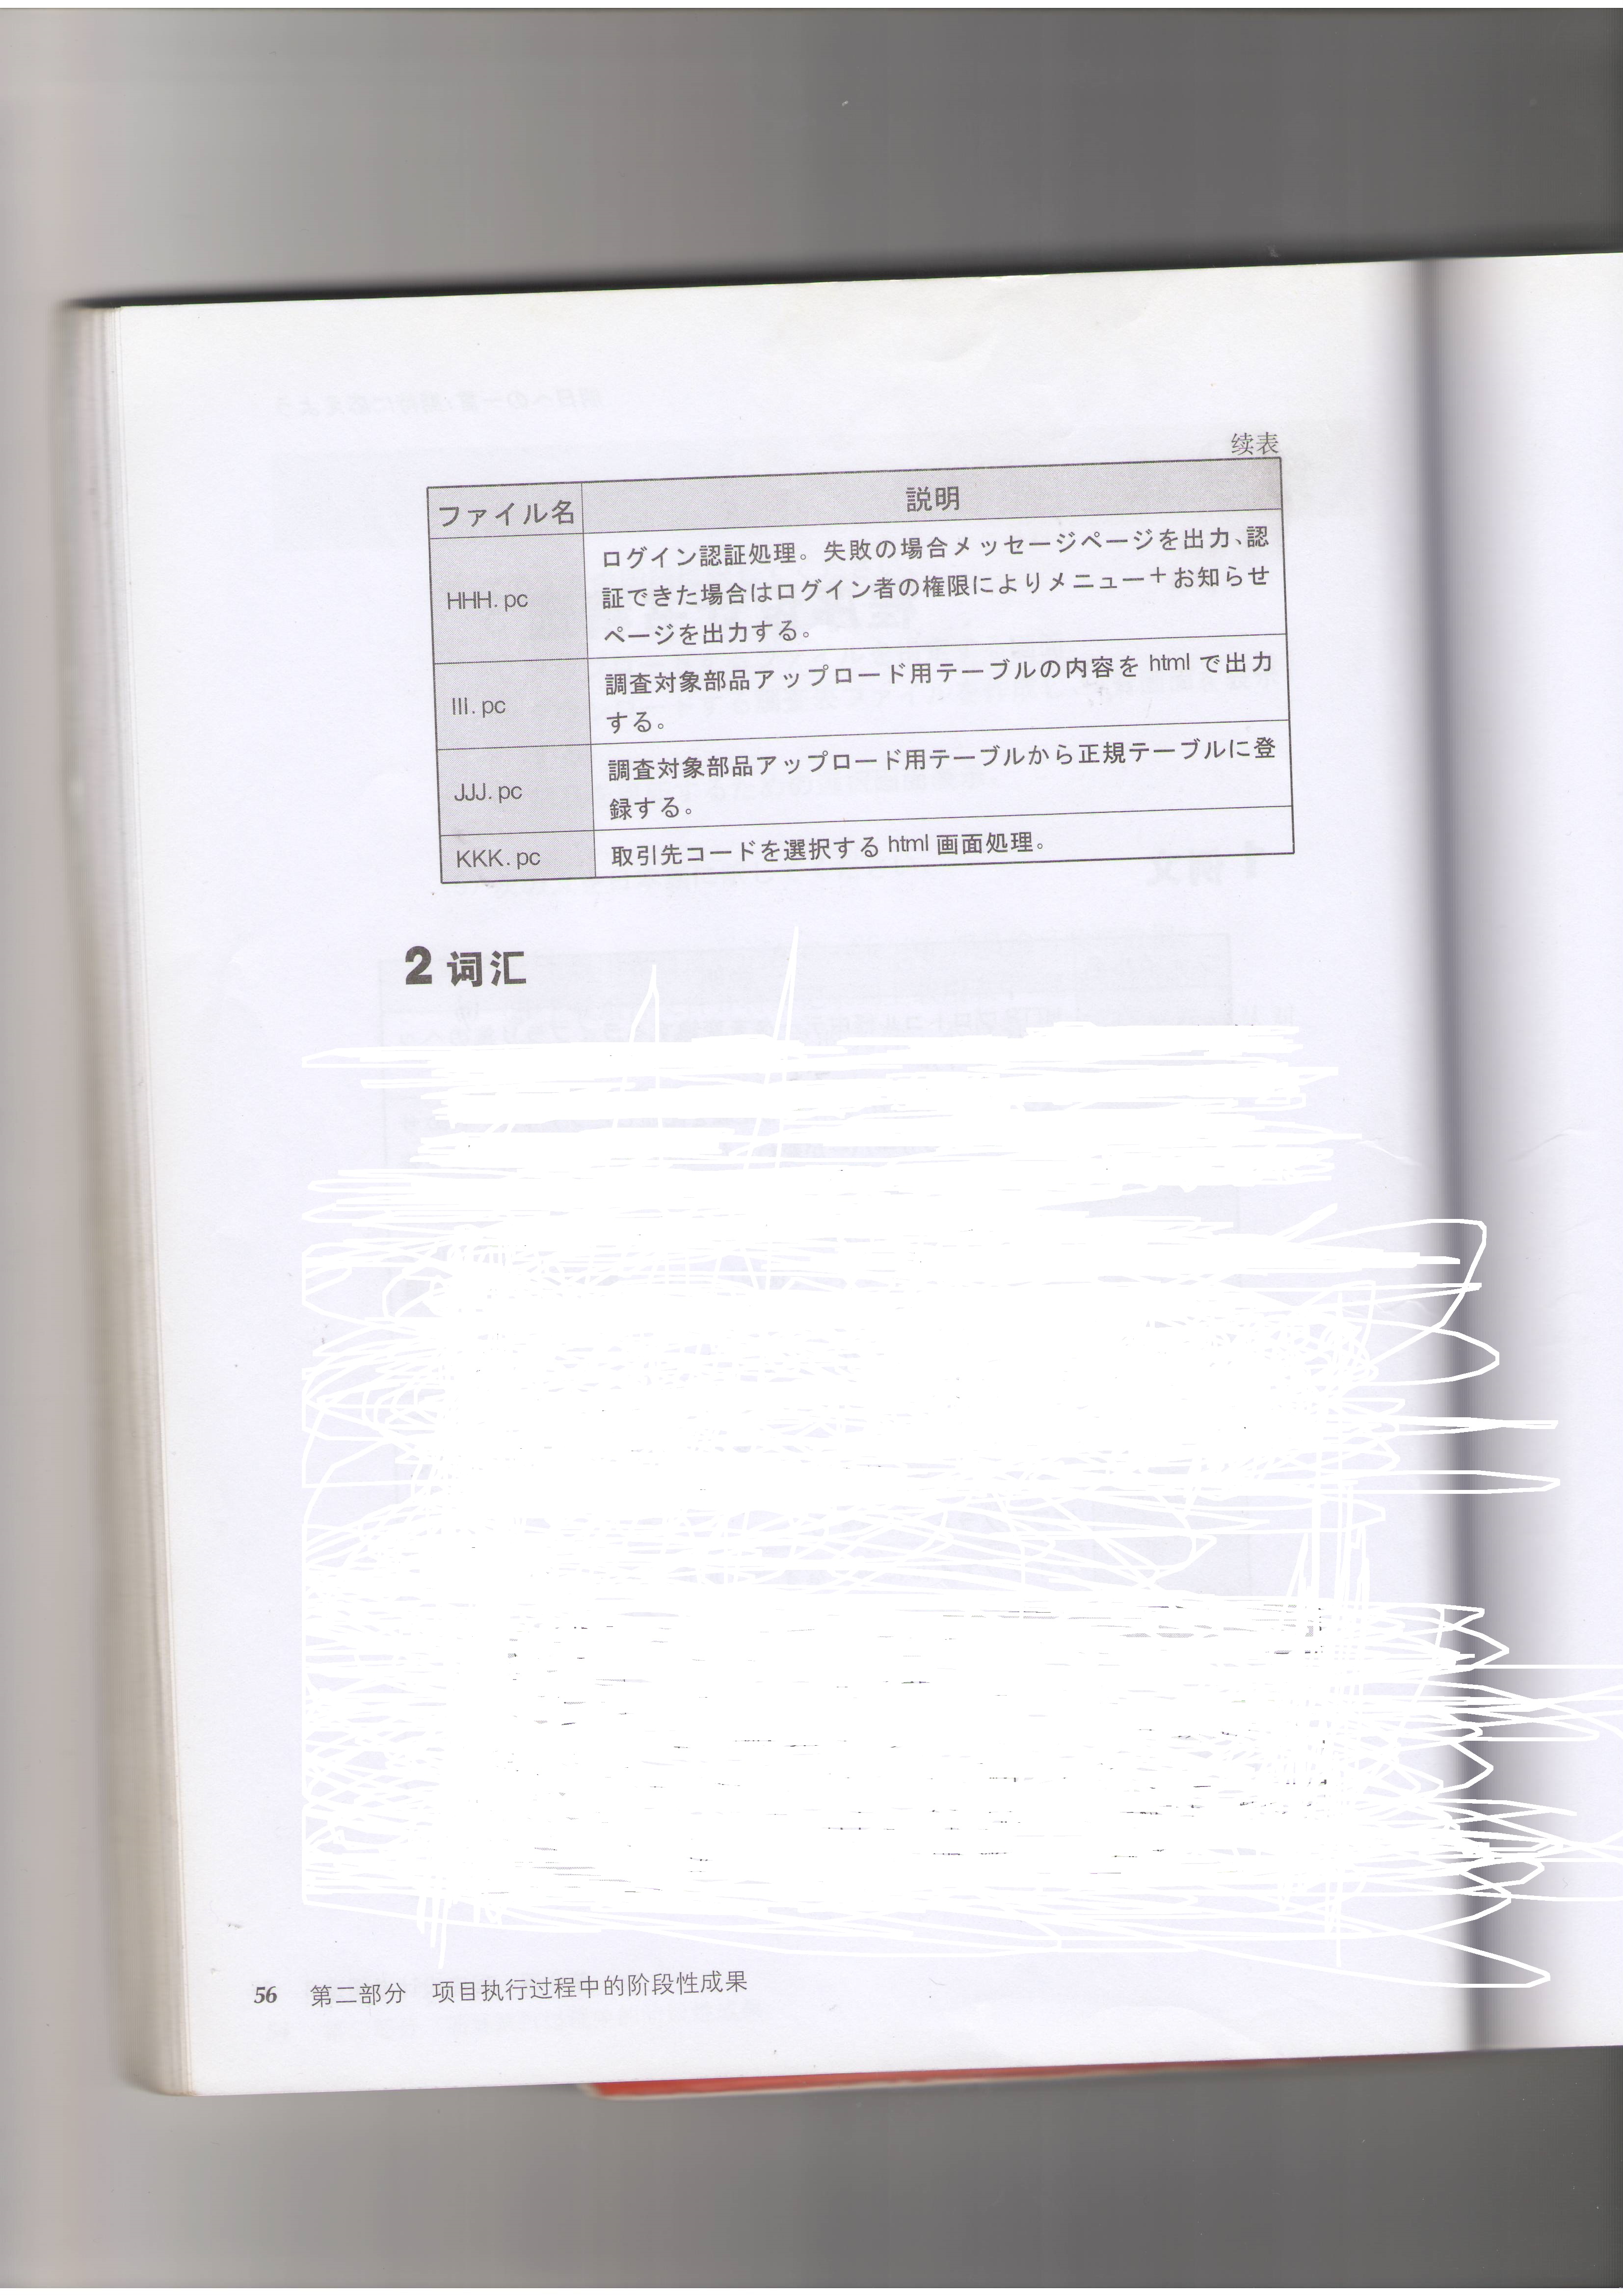 续表
ファイル名 説明
HHH.pc ログイン認証処理。失敗の場合メッセージページを出力、認
証できた場合はログイン者の権限によりメニュー+お知らせ
ページを出力する。
III.pc 調査対象部品アップロード用テーブルの内容を html で出力
する。
JJJ.pc 調査対象部品アップロード用テーブルから正規テーブルに登
録する。
KKK.pc 取引先コードを選択する html 画面処理。
2 词汇
56 第二部分 项目执行过程中的阶段性成果